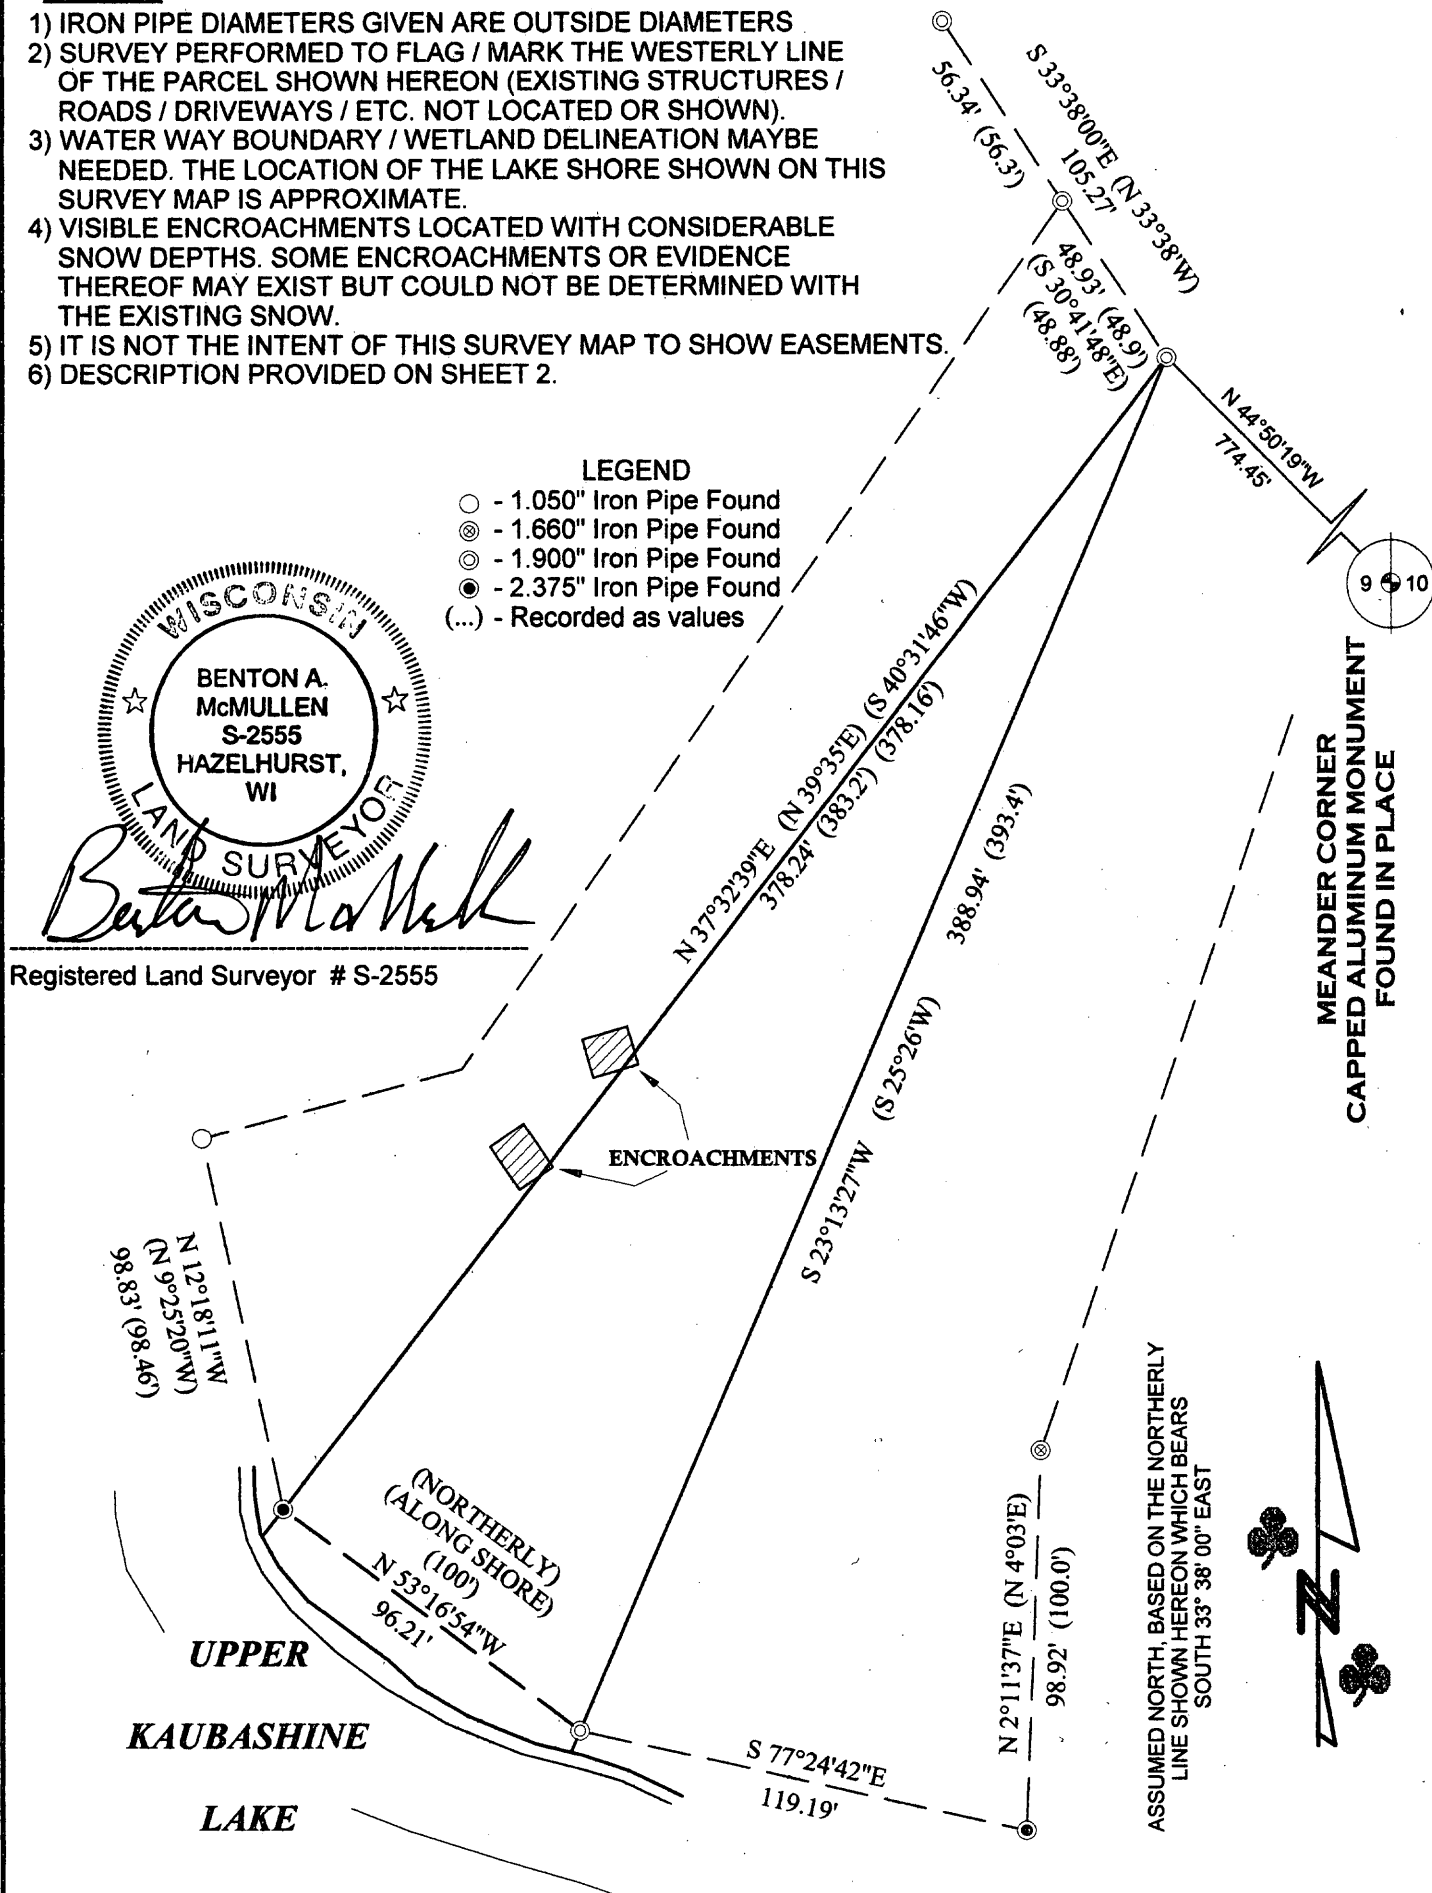 1) IRON PIPE DIAMETERS GIVEN ARE OUTSIDE DIAMETERS
2) SURVEY PERFORMED TO FLAG / MARK THE WESTERLY LINE
OF THE PARCEL SHOWN HEREON (EXISTING STRUCTURES /
ROADS / DRIVEWAYS / ETC. NOT LOCATED OR SHOWN).
3) WATER WAY BOUNDARY / WETLAND DELINEATION MAYBE
NEEDED. THE LOCATION OF THE LAKE SHORE SHOWN ON THIS
SURVEY MAP IS APPROXIMATE.
4) VISIBLE ENCROACHMENTS LOCATED WITH CONSIDERABLE
SNOW DEPTHS. SOME ENCROACHMENTS OR EVIDENCE
THEREOF MAY EXIST BUT COULD NOT BE DETERMINED WITH
THE EXISTING SNOW.
5) IT IS NOT THE INTENT OF THIS SURVEY MAP TO SHOW EASEMENTS.
6) DESCRIPTION PROVIDED ON SHEET 2.
56.34' (56.3')
S 33°38'00"E (N 33°38'W)
105.27'
48.93' (48.9')
(S 30°41'48"E)
(48.88')
N 44°50'19"W
774.45'
9 10
MEANDER CORNER
CAPPED ALUMINUM MONUMENT
FOUND IN PLACE
LEGEND
- 1.050" Iron Pipe Found
- 1.660" Iron Pipe Found
- 1.900" Iron Pipe Found
- 2.375" Iron Pipe Found
(...) - Recorded as values
WISCONSIN
BENTON A.
McMULLEN
S-2555
HAZELHURST,
WI
LAND SURVEYOR
Benton McMullen
Registered Land Surveyor # S-2555
N 37°32'39"E (N 39°35'E) (S 40°31'46"W)
378.24' (383.2') (378.16')
388.94' (393.4')
S 23°13'27"W (S 25°26'W)
ENCROACHMENTS
N 12°18'11"W
(N 9°25'20"W)
98.83' (98.46')
(NORTHERLY)
(ALONG SHORE)
(100')
N 53°16'54"W
96.21'
UPPER
KAUBASHINE
LAKE
S 77°24'42"E
119.19'
N 2°11'37"E (N 4°03'E)
98.92' (100.0')
ASSUMED NORTH, BASED ON THE NORTHERLY
LINE SHOWN HEREON WHICH BEARS
SOUTH 33° 38' 00" EAST
N